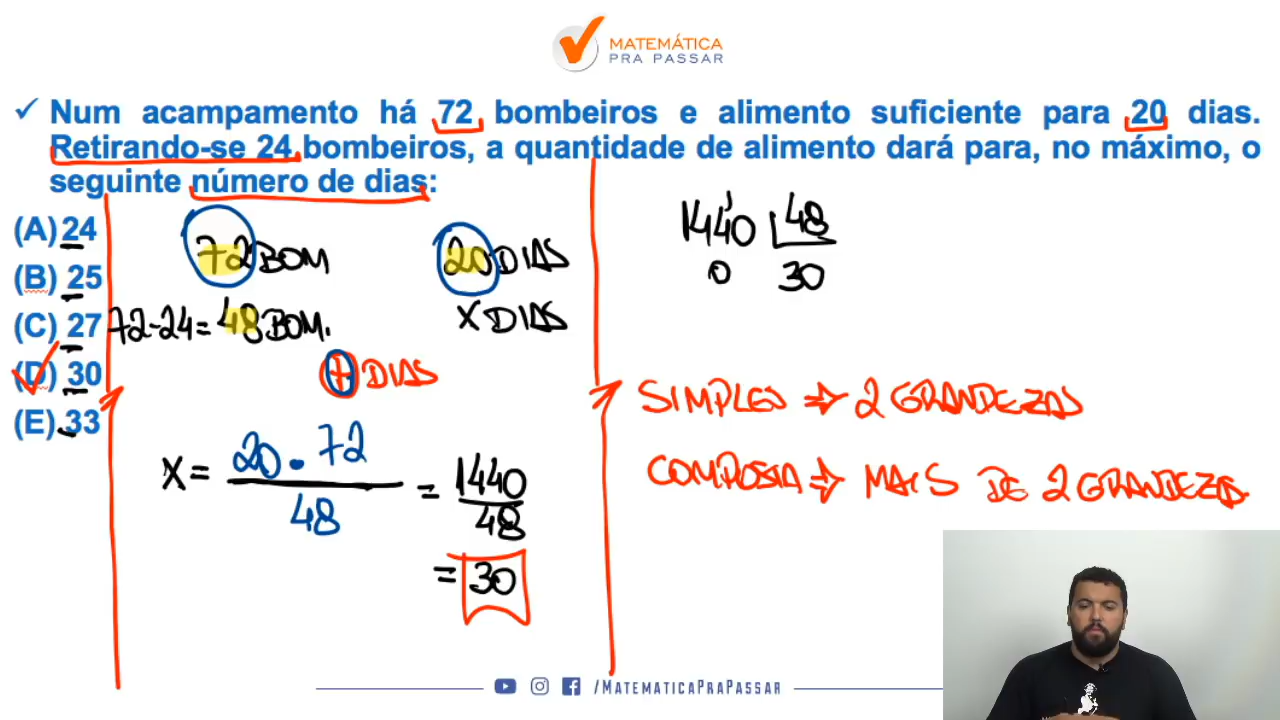 MATEMÁTICA
PRA PASSAR
✓ Num acampamento há 72 bombeiros e alimento suficiente para 20 dias.
Retirando-se 24 bombeiros, a quantidade de alimento dará para, no máximo, o
seguinte número de dias:
(A) 24
(B) 25
(C) 27
(D) 30
(E) 33
72 BOM 20 DIAS
72-24= 48 BOM. X DIAS
DIAS
X = 20 . 72 / 48 = 1440 / 48
= 30
1440 48
0 30
SIMPLES ⇒ 2 GRANDEZAS
COMPOSTA ⇒ MAIS DE 2 GRANDEZAS
/MATEMATICAPRAPASSAR